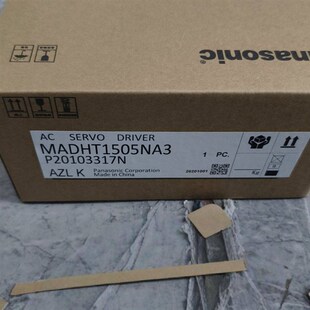 Panasonic
AC SERVO DRIVER
MADHT1505NA3
P20103317N
1 PC.
AZL K
Panasonic Corporation
Made in China